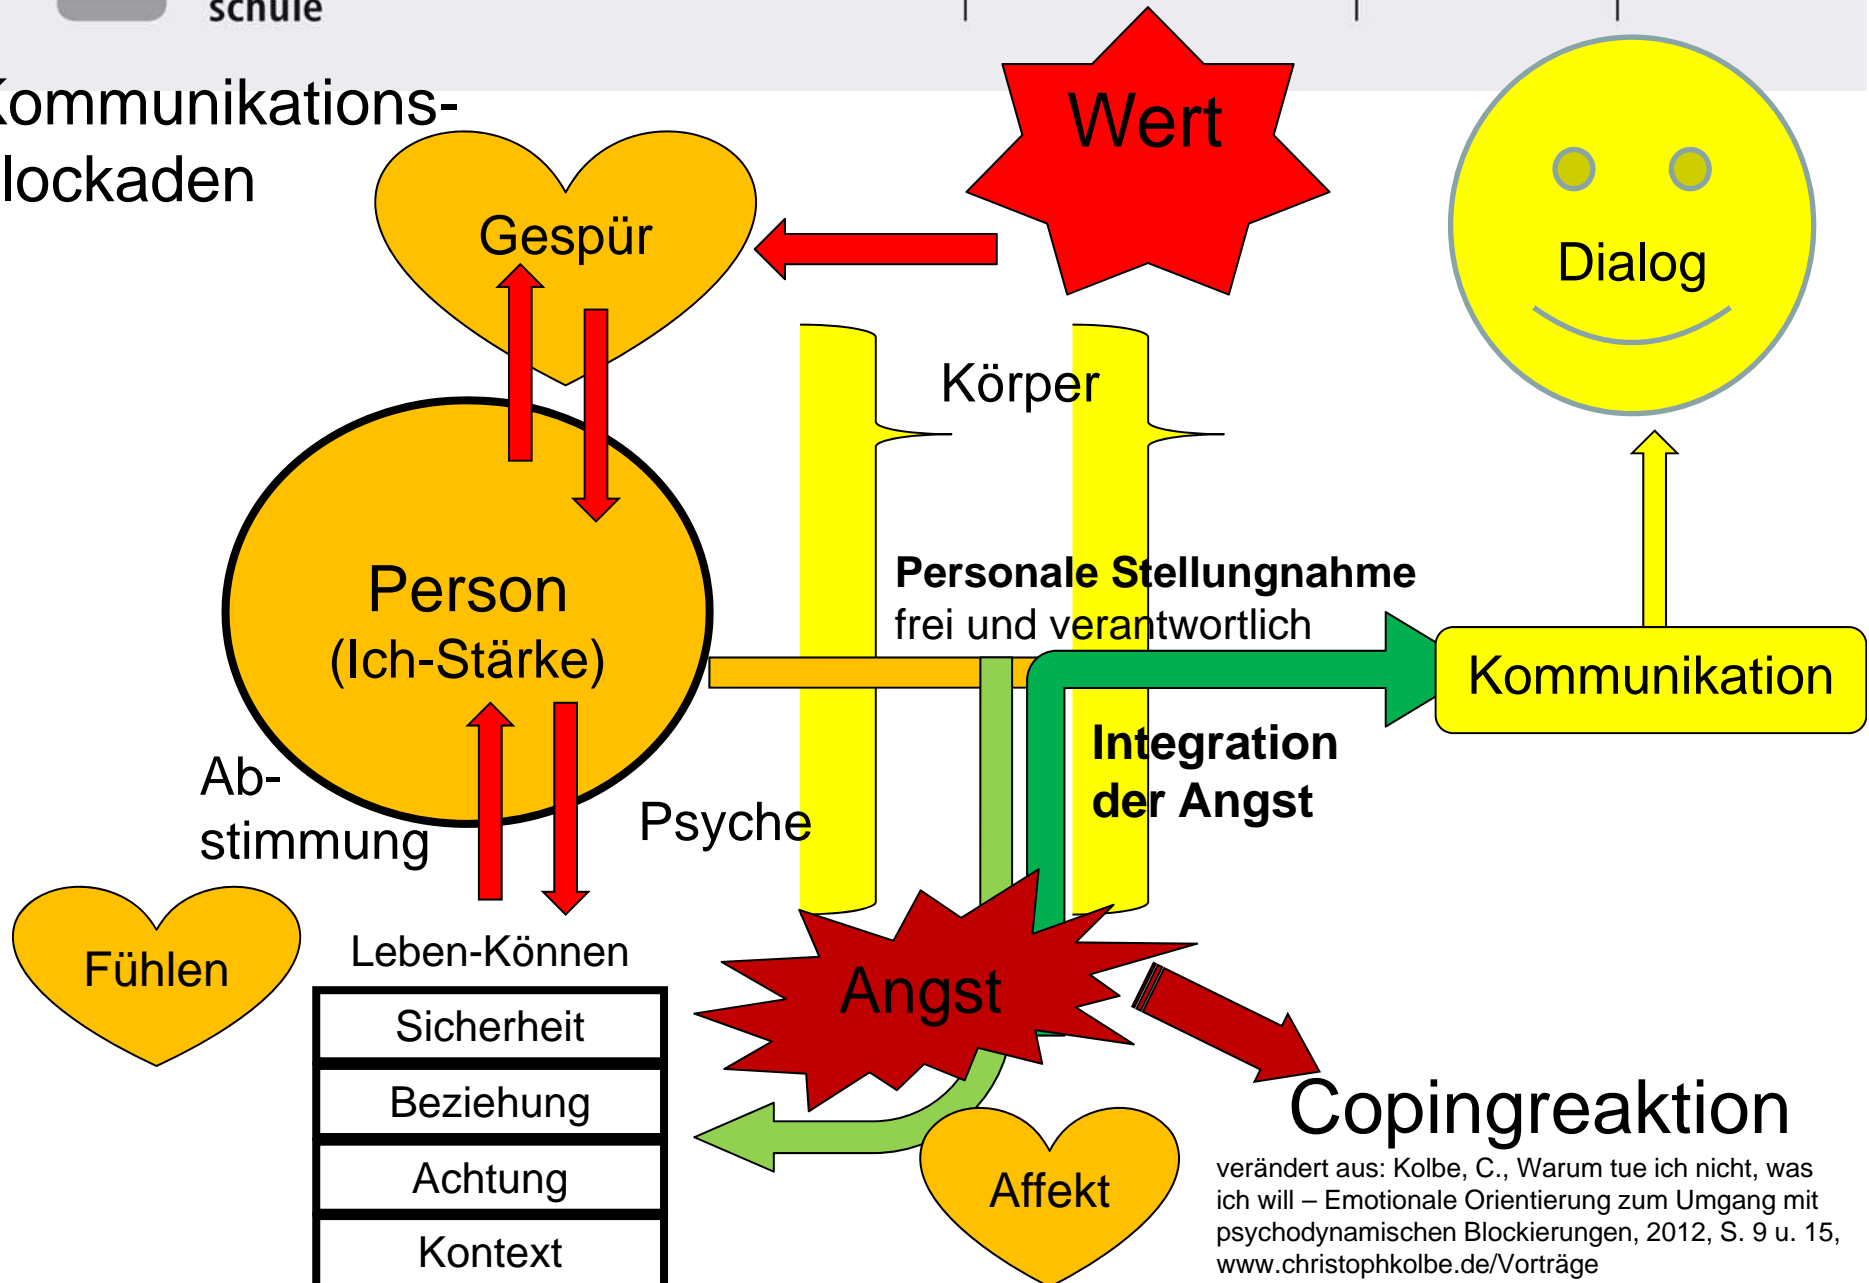 schule
Kommunikations-
lockaden
Wert
Gespür
Dialog
Körper
Person
(Ich-Stärke)
Personale Stellungnahme
frei und verantwortlich
Kommunikation
Integration
der Angst
Ab-
stimmung
Psyche
Fühlen
Leben-Können
Angst
Sicherheit
Beziehung
Achtung
Kontext
Affekt
Copingreaktion
verändert aus: Kolbe, C., Warum tue ich nicht, was
ich will – Emotionale Orientierung zum Umgang mit
psychodynamischen Blockierungen, 2012, S. 9 u. 15,
www.christophkolbe.de/Vorträge